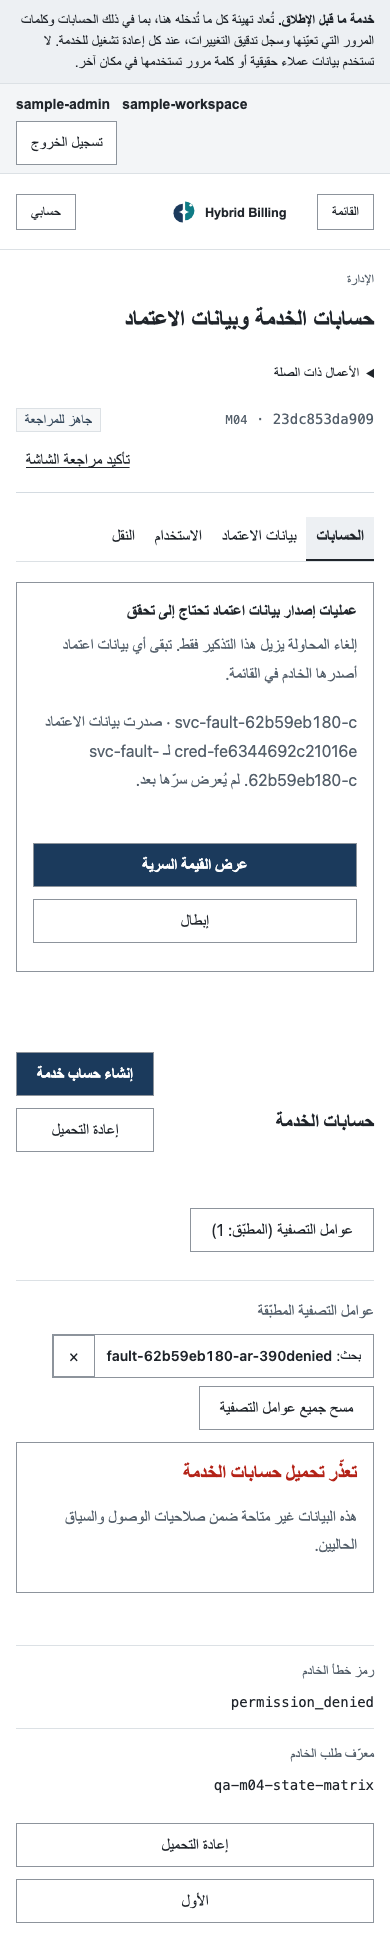 خدمة ما قبل الإطلاق. تُعاد تهيئة كل ما تُدخله هنا، بما في ذلك الحسابات وكلمات
المرور التي تعيّنها وسجل تدقيق التغييرات، عند كل إعادة تشغيل للخدمة. لا
تستخدم بيانات عملاء حقيقية أو كلمة مرور تستخدمها في مكان آخر.
sample-admin sample-workspace
تسجيل الخروج
القائمة
Hybrid Billing
حسابي
الإدارة
حسابات الخدمة وبيانات الاعتماد
◀ الأعمال ذات الصلة
23dc853da909 · M04
جاهز للمراجعة
تأكيد مراجعة الشاشة
الحسابات
بيانات الاعتماد
الاستخدام
النقل
عمليات إصدار بيانات اعتماد تحتاج إلى تحقق
إلغاء المحاولة يزيل هذا التذكير فقط. تبقى أي بيانات اعتماد
أصدرها الخادم في القائمة.
svc-fault-62b59eb180-c · صدرت بيانات الاعتماد
cred-fe6344692c21016e لـ svc-fault-
62b59eb180-c. لم يُعرض سرّها بعد.
عرض القيمة السرية
إبطال
إنشاء حساب خدمة
حسابات الخدمة
إعادة التحميل
عوامل التصفية (المطبّق: 1)
عوامل التصفية المطبّقة
بحث: fault-62b59eb180-ar-390denied ×
مسح جميع عوامل التصفية
تعذّر تحميل حسابات الخدمة
هذه البيانات غير متاحة ضمن صلاحيات الوصول والسياق
الحاليين.
رمز خطأ الخادم
permission_denied
معرّف طلب الخادم
qa-m04-state-matrix
إعادة التحميل
الأول